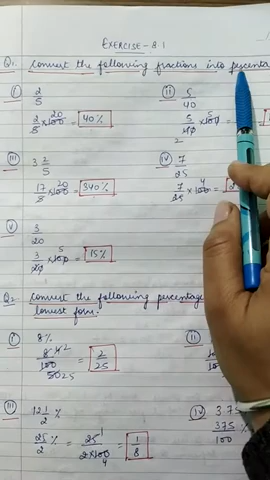 EXERCISE - 8.1
Q1. Convert the following fractions into percenta
(i) 2/5
2/5 × 100 = 40%
(ii) 5/40
5/40 × 100 =
2
(iii) 3 2/5
17/5 × 100 = 340%
(iv) 7/25
7/25 × 100 = 2
(v) 3/20
3/20 × 100 = 15%
Q2. Convert the following percentage
lowest form.
(i) 8%
8/100 = 2/25
(ii)
(iii) 12 1/2 %
25/2 % = 25/2×100 = 1/8
(iv) 3.75
375/100